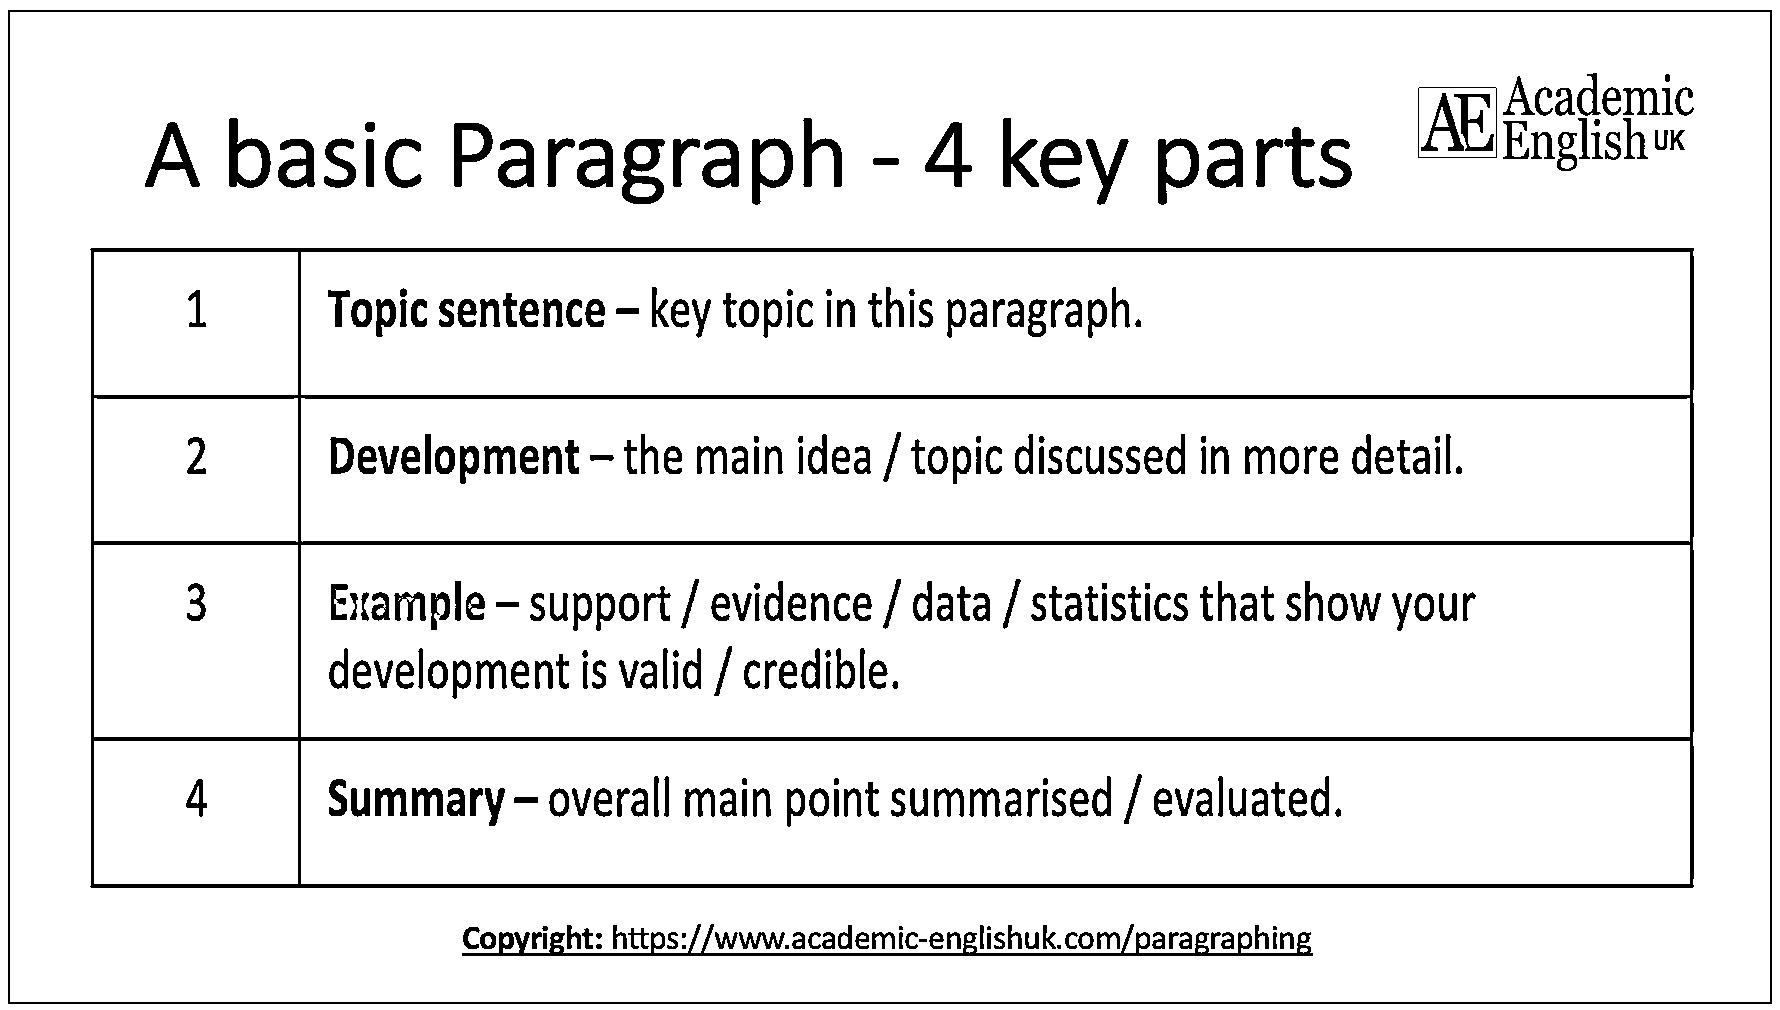 A basic Paragraph - 4 key parts
AE Academic
English UK
1 Topic sentence – key topic in this paragraph.
2 Development – the main idea / topic discussed in more detail.
3 Example – support / evidence / data / statistics that show your
development is valid / credible.
4 Summary – overall main point summarised / evaluated.
Copyright: https://www.academic-englishuk.com/paragraphing